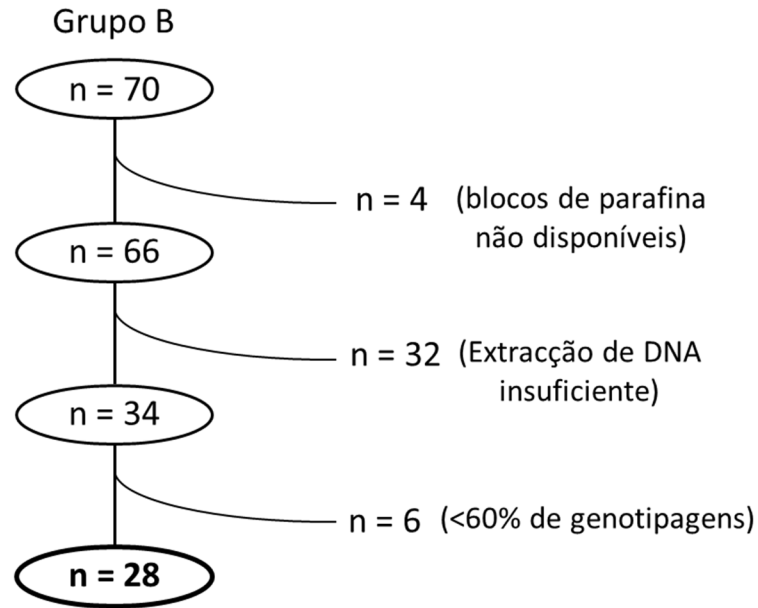 Grupo B
n = 70
n = 4 (blocos de parafina
não disponíveis)
n = 66
n = 32 (Extracção de DNA
insuficiente)
n = 34
n = 6 (<60% de genotipagens)
n = 28